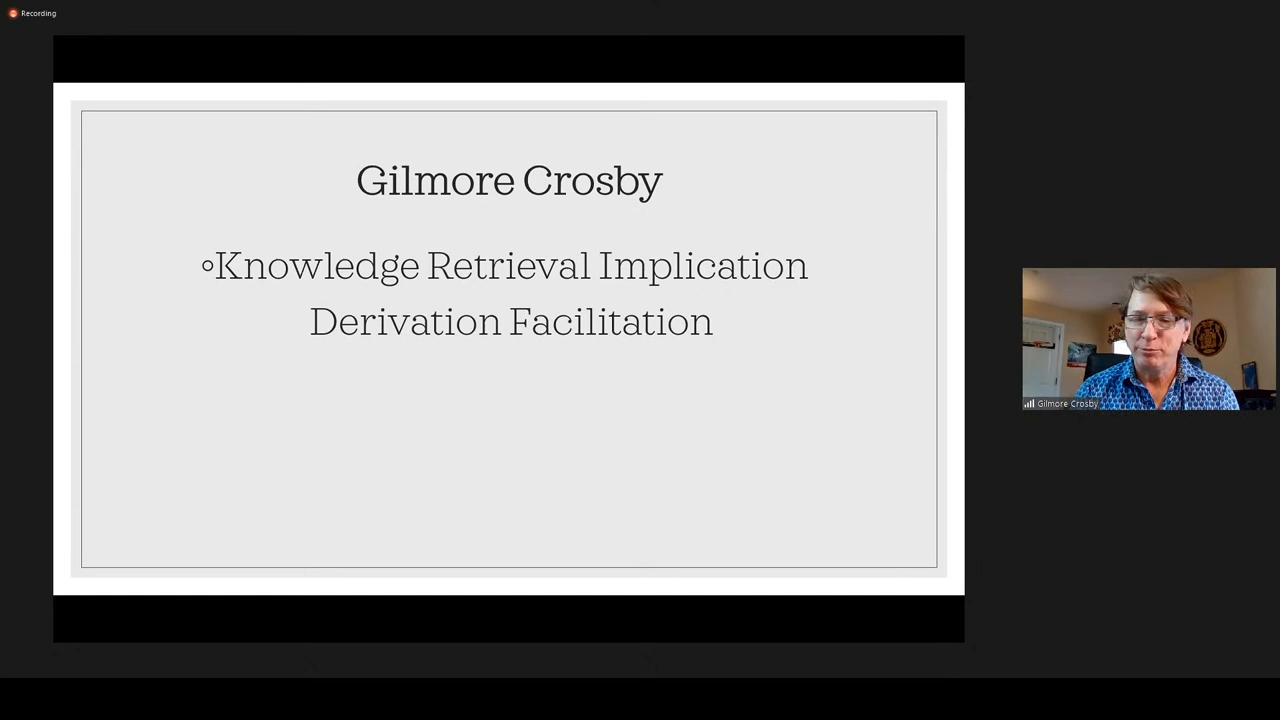 Recording
Gilmore Crosby
◦Knowledge Retrieval Implication
Derivation Facilitation
Gilmore Crosby